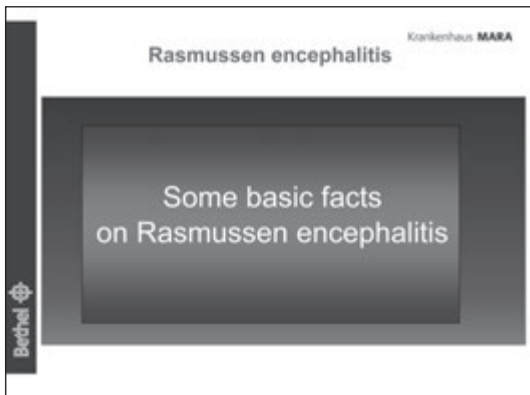 Krankenhaus MARA
Rasmussen encephalitis
Some basic facts
on Rasmussen encephalitis
Bethel